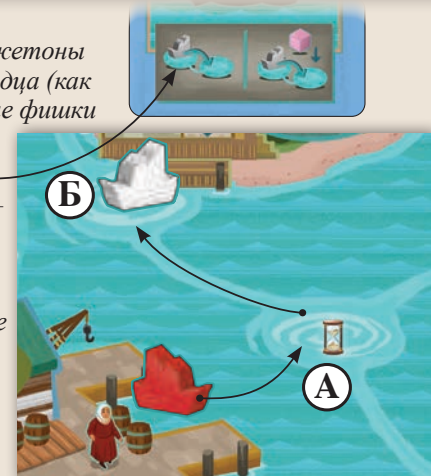 жетоны
дца (как
е фишки
Б
е
А